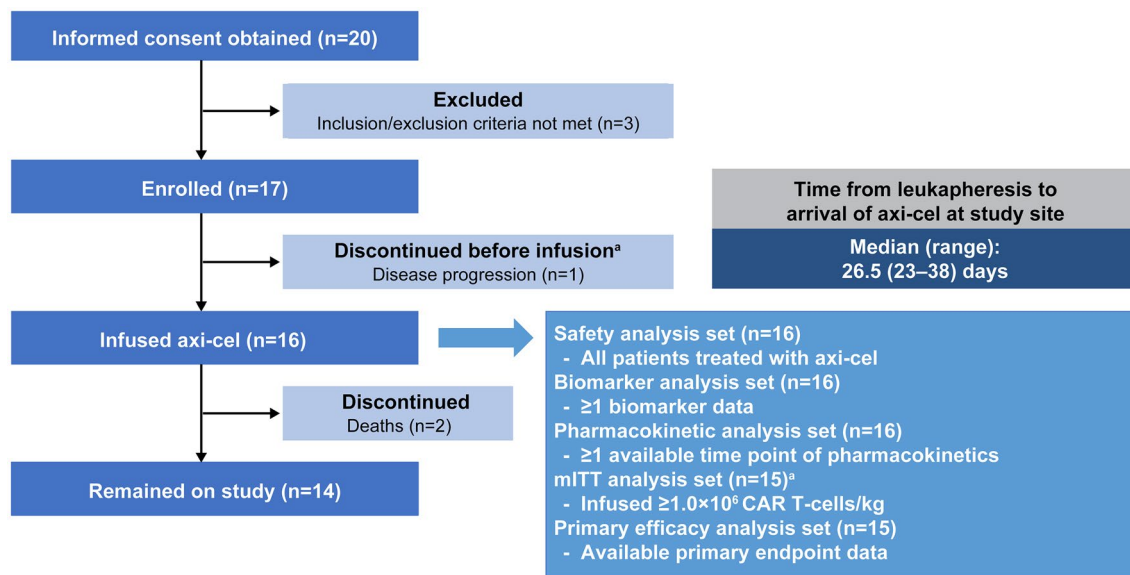 Informed consent obtained (n=20)
Excluded
Inclusion/exclusion criteria not met (n=3)
Enrolled (n=17)
Discontinued before infusionᵃ
Disease progression (n=1)
Infused axi-cel (n=16)
Discontinued
Deaths (n=2)
Remained on study (n=14)
Time from leukapheresis to
arrival of axi-cel at study site
Median (range):
26.5 (23–38) days
Safety analysis set (n=16)
- All patients treated with axi-cel
Biomarker analysis set (n=16)
- ≥1 biomarker data
Pharmacokinetic analysis set (n=16)
- ≥1 available time point of pharmacokinetics
mITT analysis set (n=15)ᵃ
- Infused ≥1.0×10⁶ CAR T-cells/kg
Primary efficacy analysis set (n=15)
- Available primary endpoint data